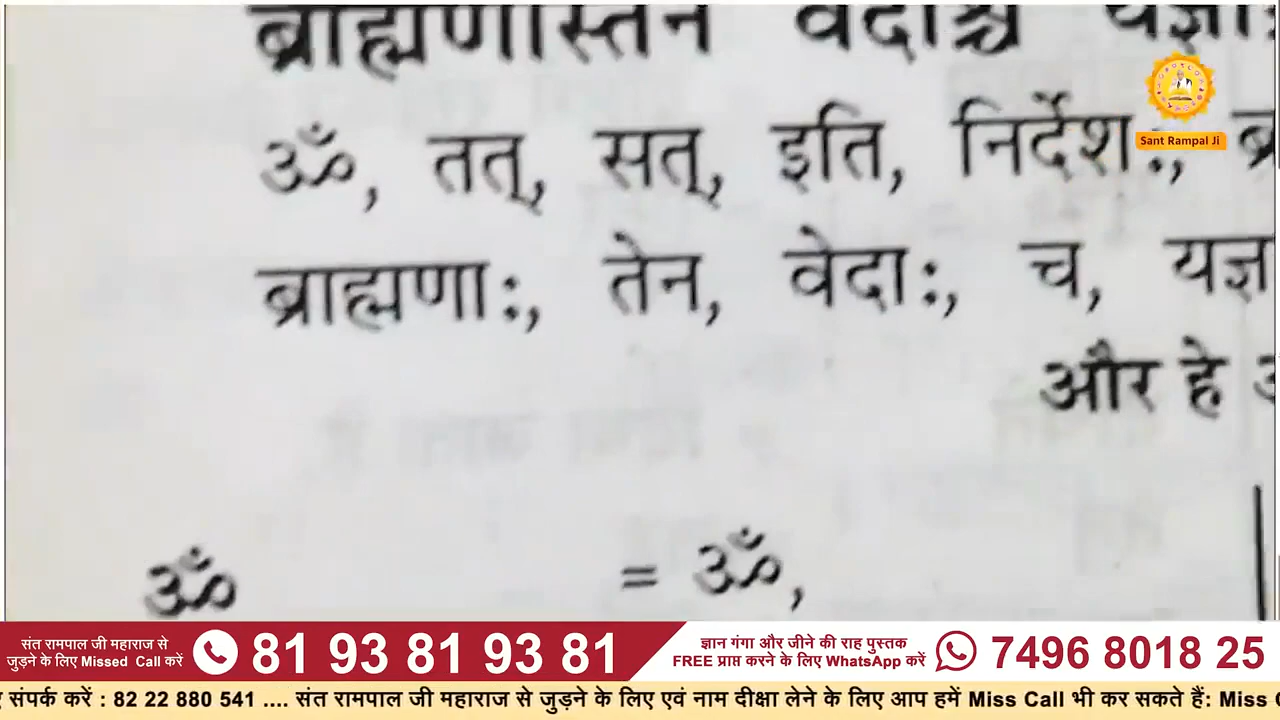 ब्राह्मणास्तेन वेदाश्च
Sant Rampal Ji
ॐ, तत्, सत्, इति, निर्देशः,
ब्राह्मणाः, तेन, वेदाः, च, यज्ञ
और हे
ॐ = ॐ,
संत रामपाल जी महाराज से
जुड़ने के लिए Missed Call करें
81 93 81 93 81
ज्ञान गंगा और जीने की राह पुस्तक
FREE प्राप्त करने के लिए WhatsApp करें
7496 8018 25
संपर्क करें : 82 22 880 541 .... संत रामपाल जी महाराज से जुड़ने के लिए एवं नाम दीक्षा लेने के लिए आप हमें Miss Call भी कर सकते हैं: Miss